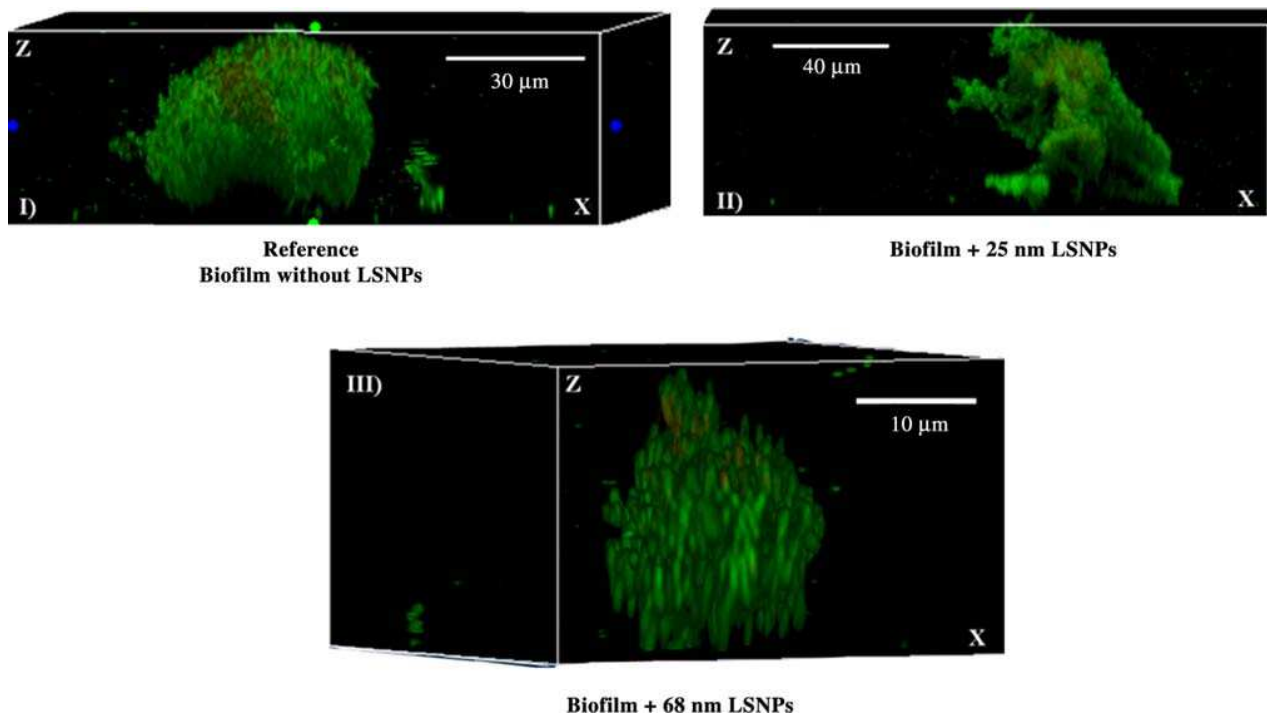 Z
30 μm
I)
X
Reference
Biofilm without LSNPs
Z
40 μm
II)
X
Biofilm + 25 nm LSNPs
III)
Z
10 μm
X
Biofilm + 68 nm LSNPs